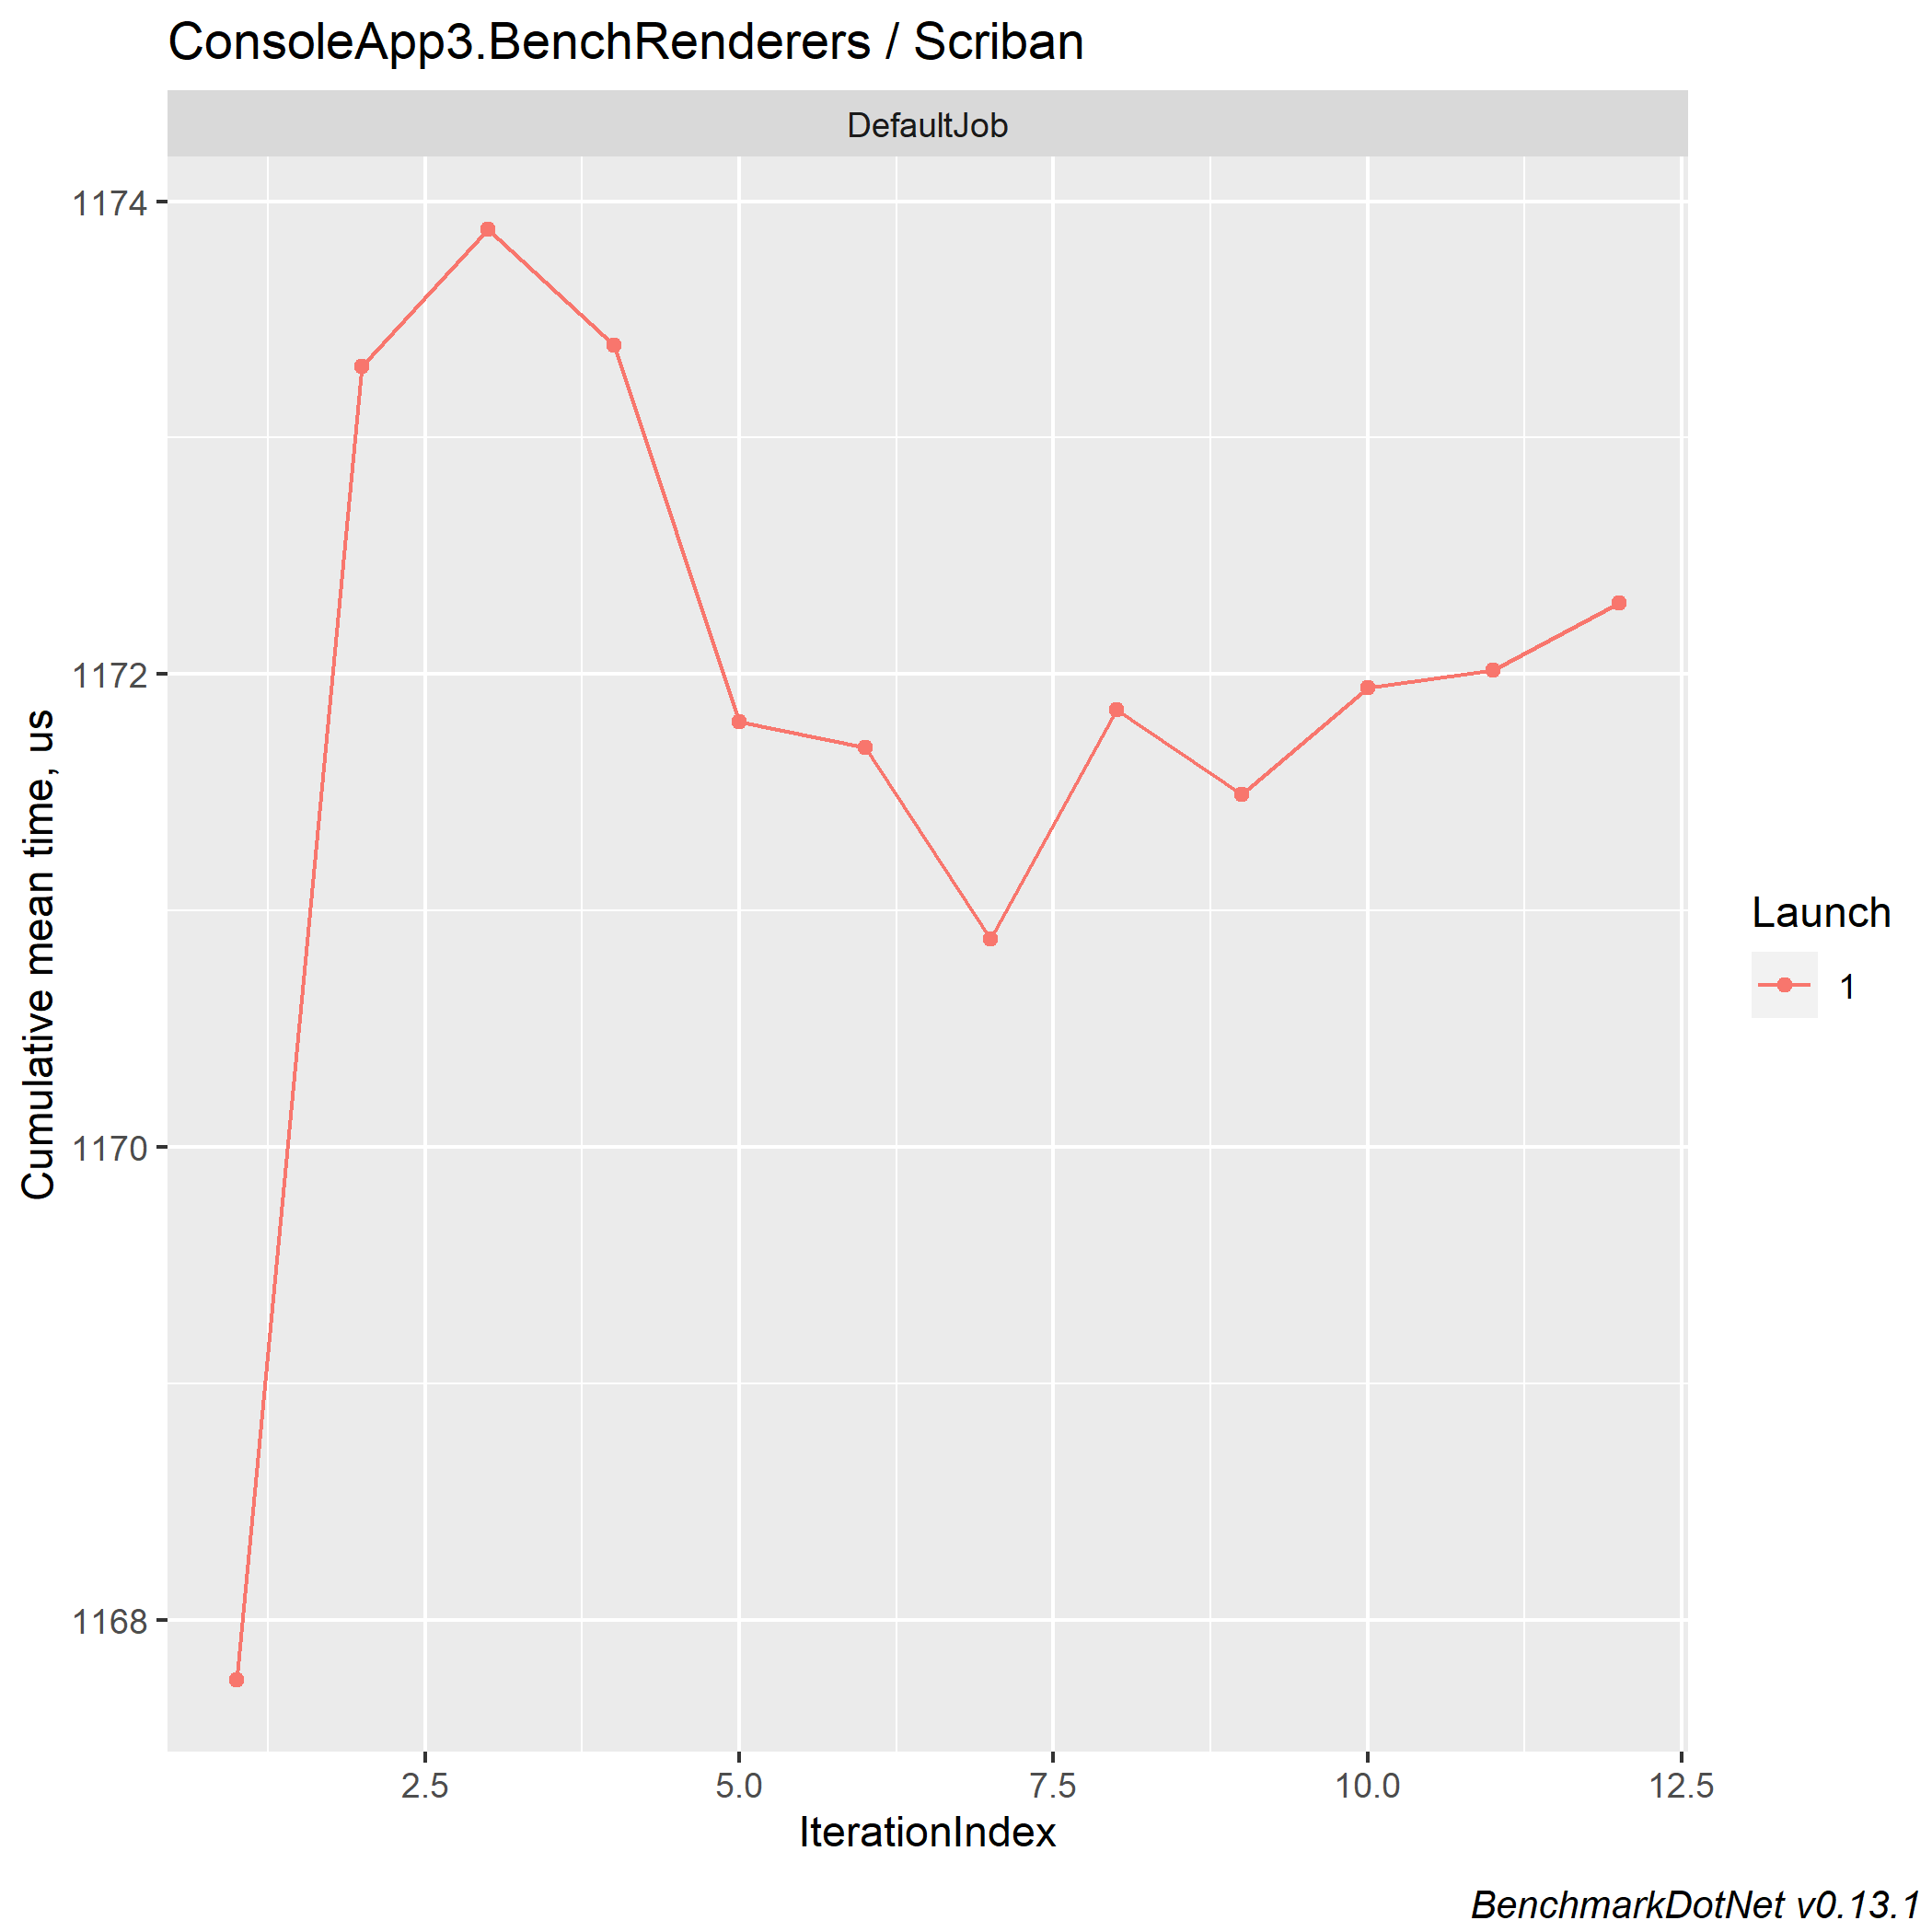 ConsoleApp3.BenchRenderers / Scriban
DefaultJob
1174
1172
1170
1168
Cumulative mean time, us
2.5 5.0 7.5 10.0 12.5
IterationIndex
Launch
1
BenchmarkDotNet v0.13.1